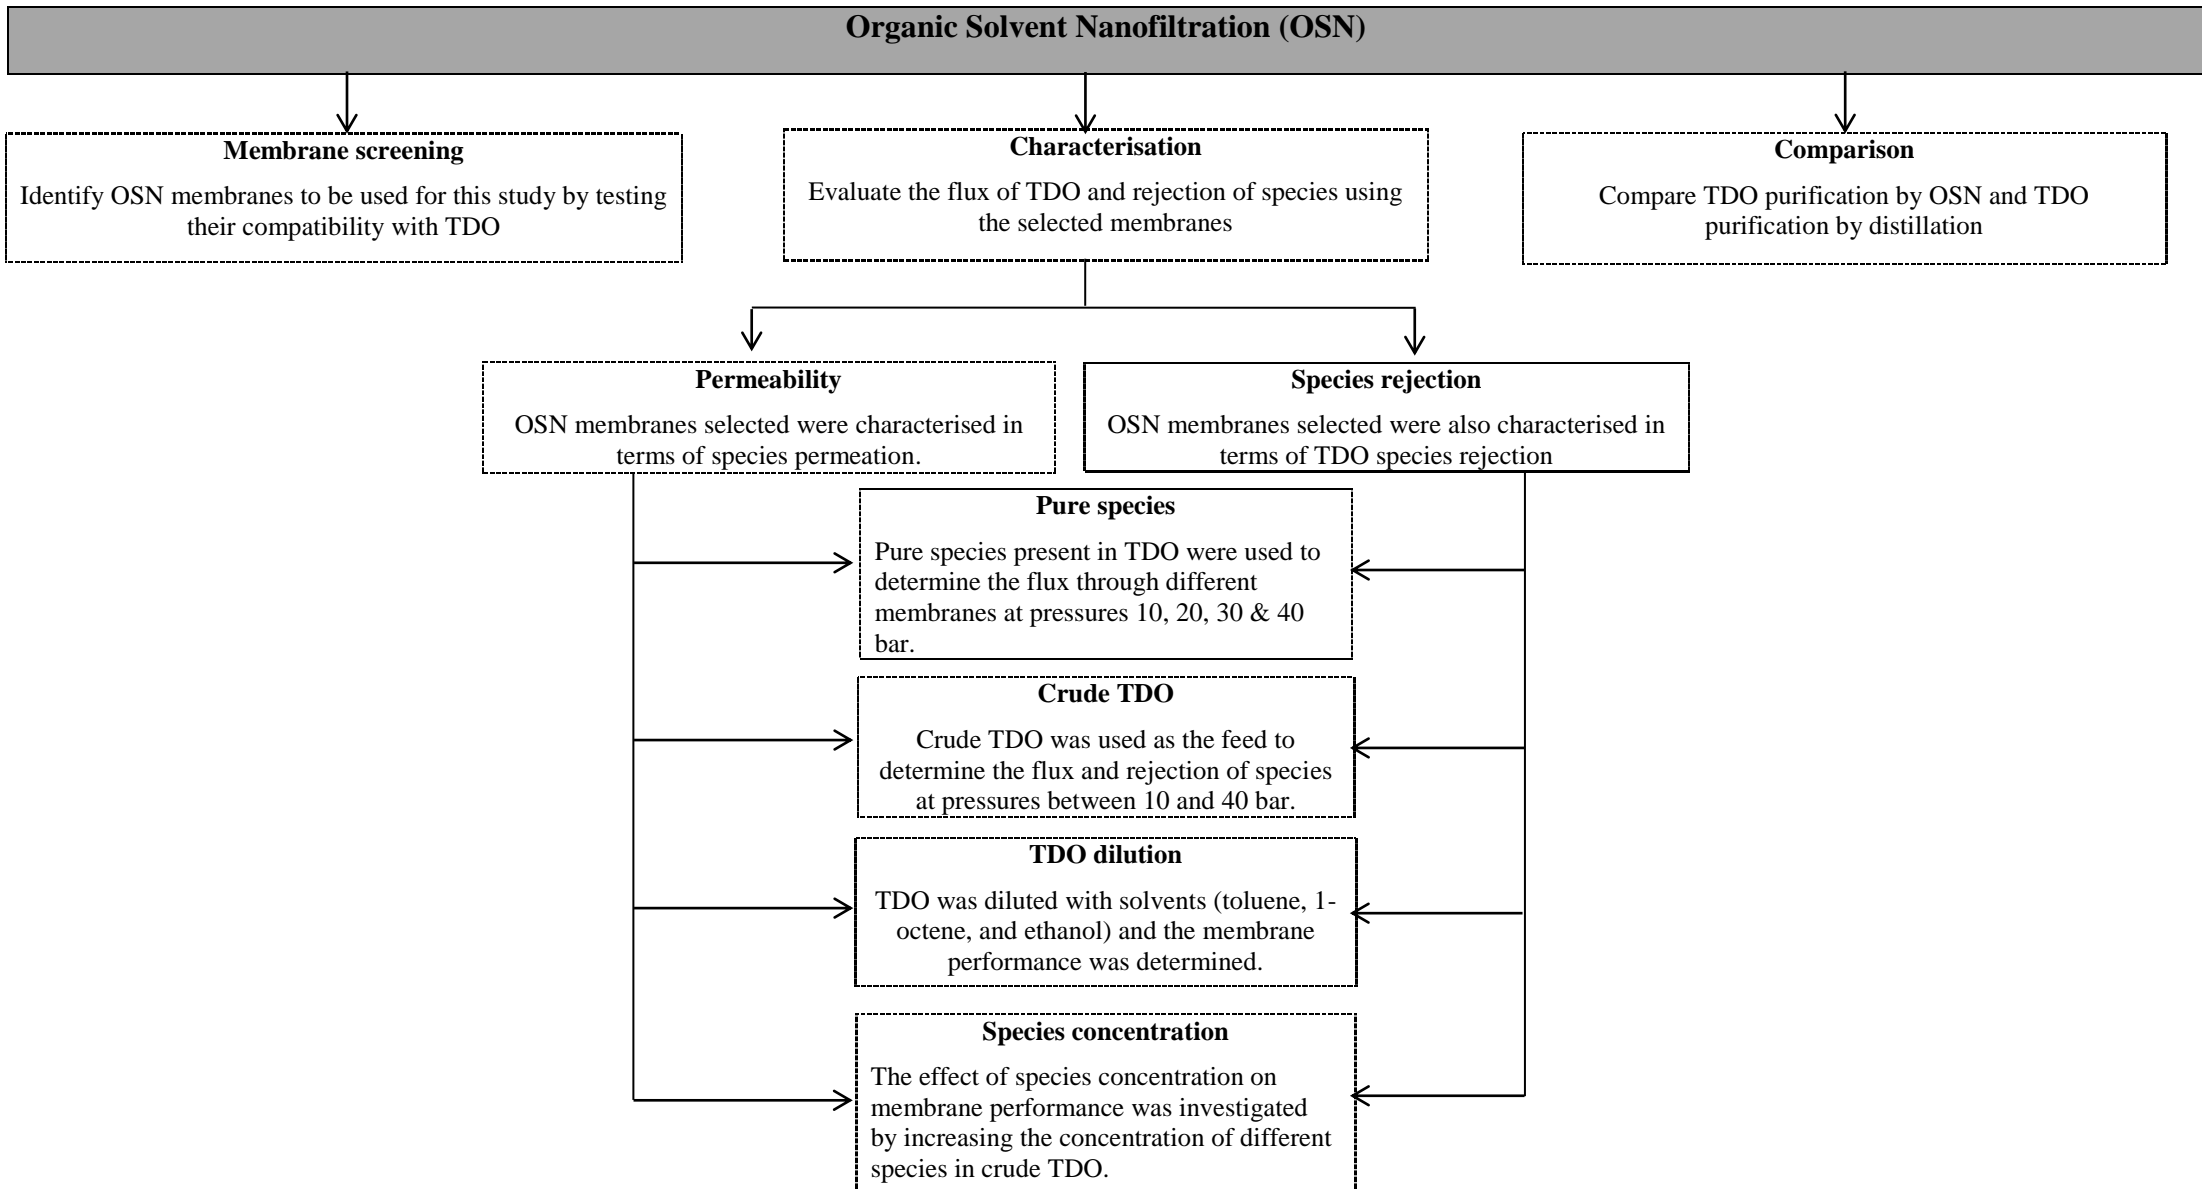 Organic Solvent Nanofiltration (OSN)
Membrane screening
Identify OSN membranes to be used for this study by testing
their compatibility with TDO
Characterisation
Evaluate the flux of TDO and rejection of species using
the selected membranes
Comparison
Compare TDO purification by OSN and TDO
purification by distillation
Permeability
OSN membranes selected were characterised in
terms of species permeation.
Species rejection
OSN membranes selected were also characterised in
terms of TDO species rejection
Pure species
Pure species present in TDO were used to
determine the flux through different
membranes at pressures 10, 20, 30 & 40
bar.
Crude TDO
Crude TDO was used as the feed to
determine the flux and rejection of species
at pressures between 10 and 40 bar.
TDO dilution
TDO was diluted with solvents (toluene, 1-
octene, and ethanol) and the membrane
performance was determined.
Species concentration
The effect of species concentration on
membrane performance was investigated
by increasing the concentration of different
species in crude TDO.